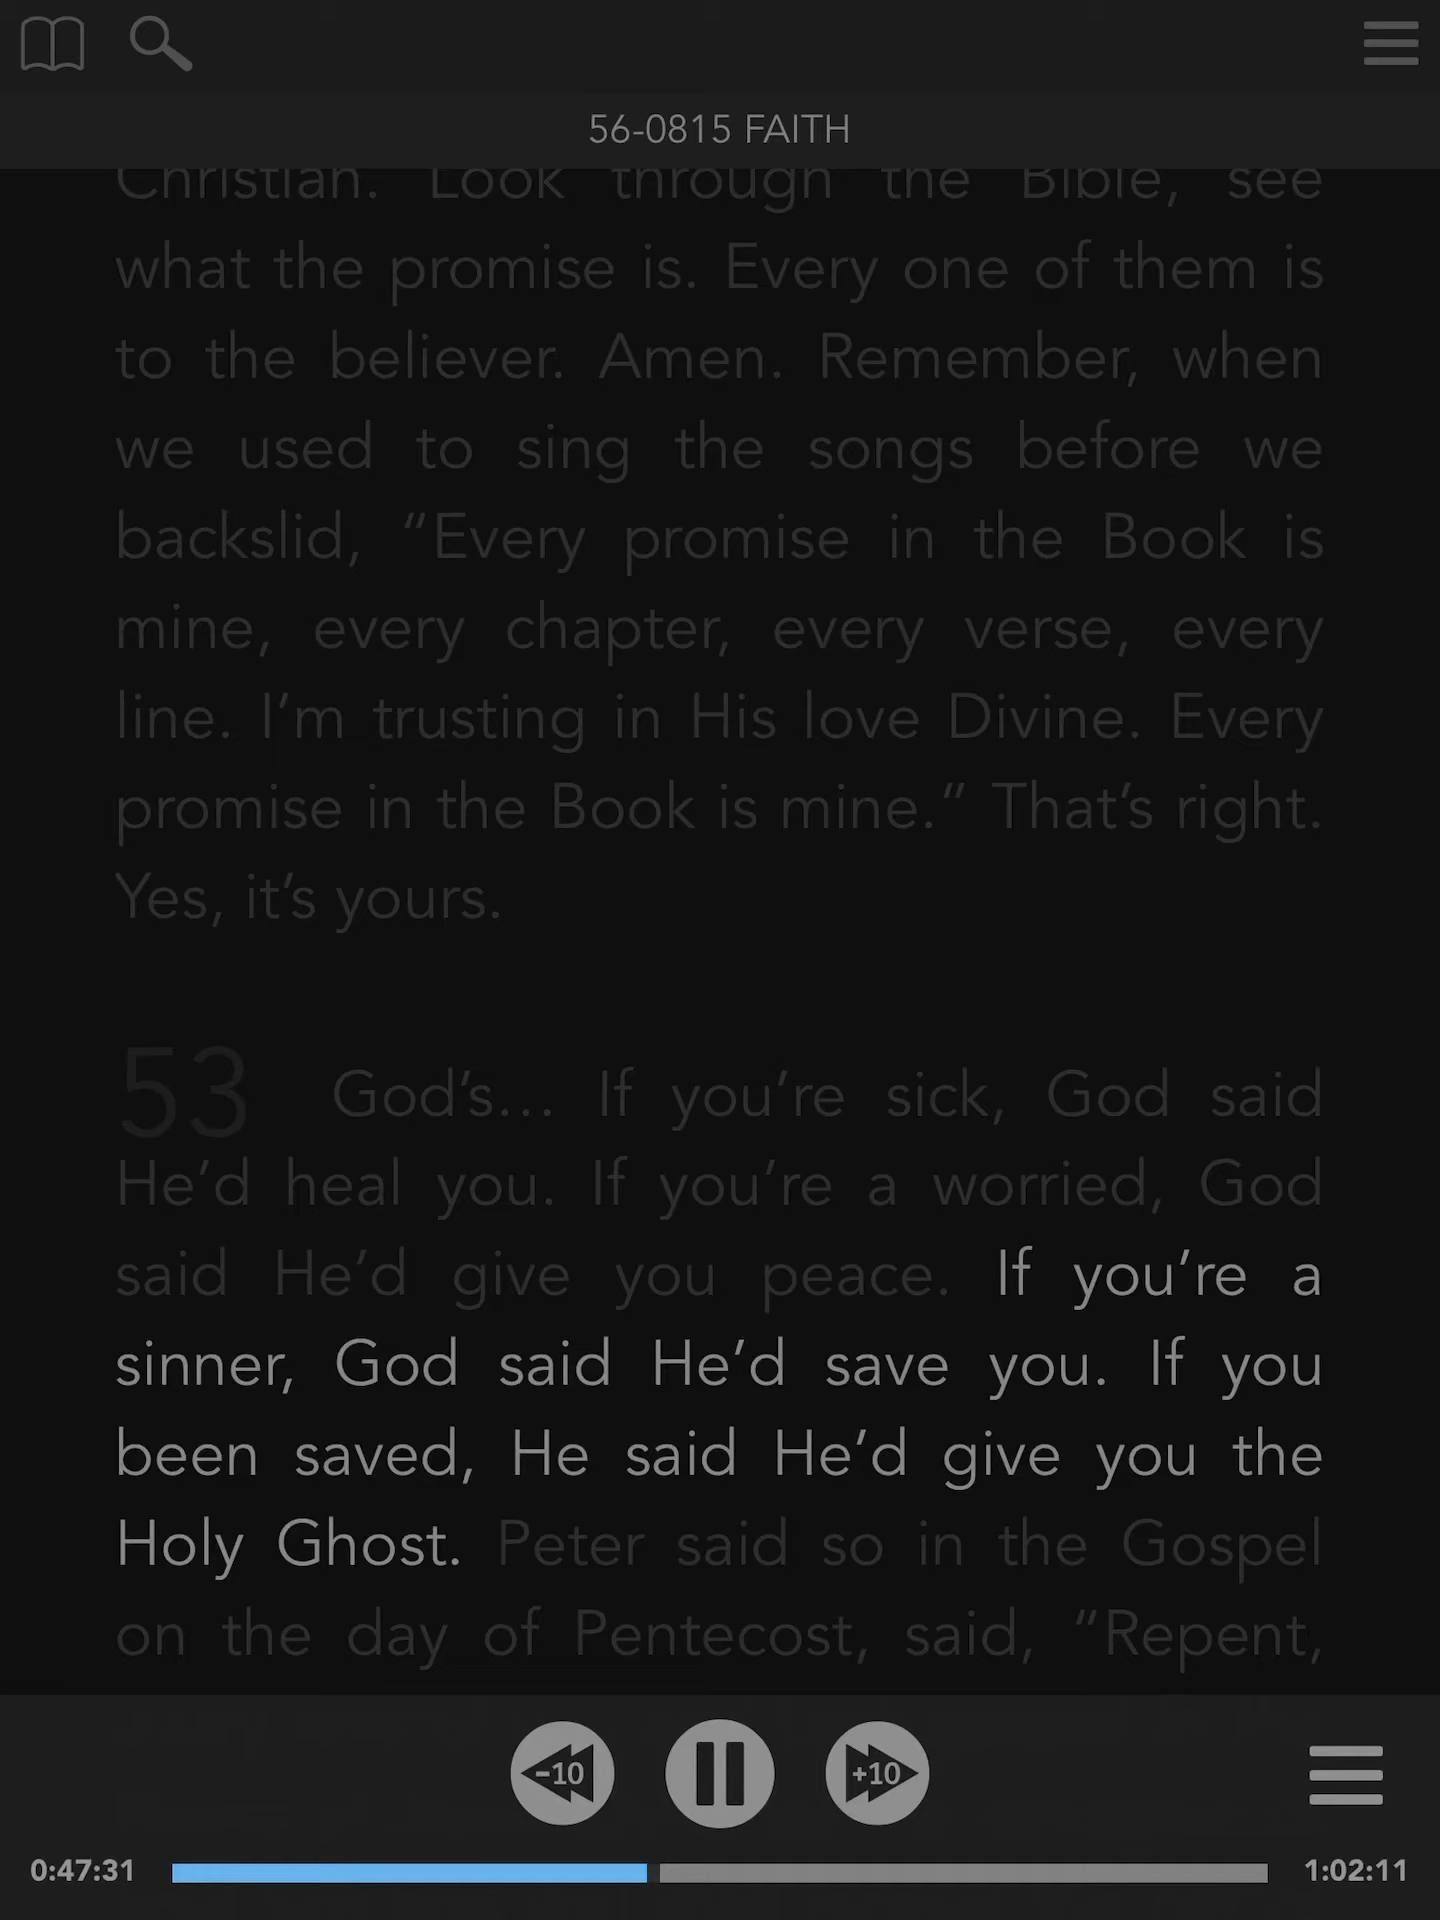 56-0815 FAITH
Christian. Look through the Bible, see
what the promise is. Every one of them is
to the believer. Amen. Remember, when
we used to sing the songs before we
backslid, “Every promise in the Book is
mine, every chapter, every verse, every
line. I’m trusting in His love Divine. Every
promise in the Book is mine.” That’s right.
Yes, it’s yours.
53 God’s... If you’re sick, God said
He’d heal you. If you’re a worried, God
said He’d give you peace. If you’re a
sinner, God said He’d save you. If you
been saved, He said He’d give you the
Holy Ghost. Peter said so in the Gospel
on the day of Pentecost, said, “Repent,
-10 +10
0:47:31 1:02:11